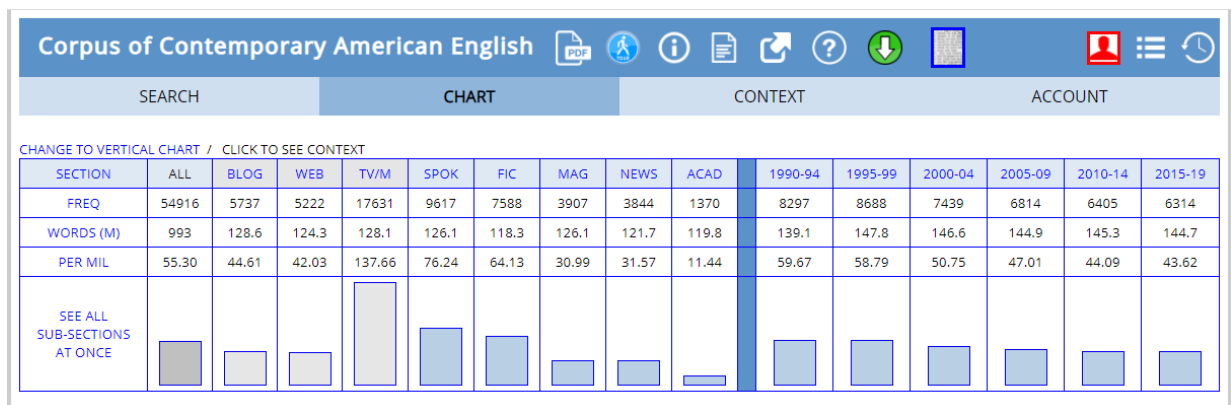 Corpus of Contemporary American English PDF TOUR
SEARCH CHART CONTEXT ACCOUNT
CHANGE TO VERTICAL CHART / CLICK TO SEE CONTEXT
SECTION ALL BLOG WEB TV/M SPOK FIC MAG NEWS ACAD 1990-94 1995-99 2000-04 2005-09 2010-14 2015-19
FREQ 54916 5737 5222 17631 9617 7588 3907 3844 1370 8297 8688 7439 6814 6405 6314
WORDS (M) 993 128.6 124.3 128.1 126.1 118.3 126.1 121.7 119.8 139.1 147.8 146.6 144.9 145.3 144.7
PER MIL 55.30 44.61 42.03 137.66 76.24 64.13 30.99 31.57 11.44 59.67 58.79 50.75 47.01 44.09 43.62
SEE ALL
SUB-SECTIONS
AT ONCE